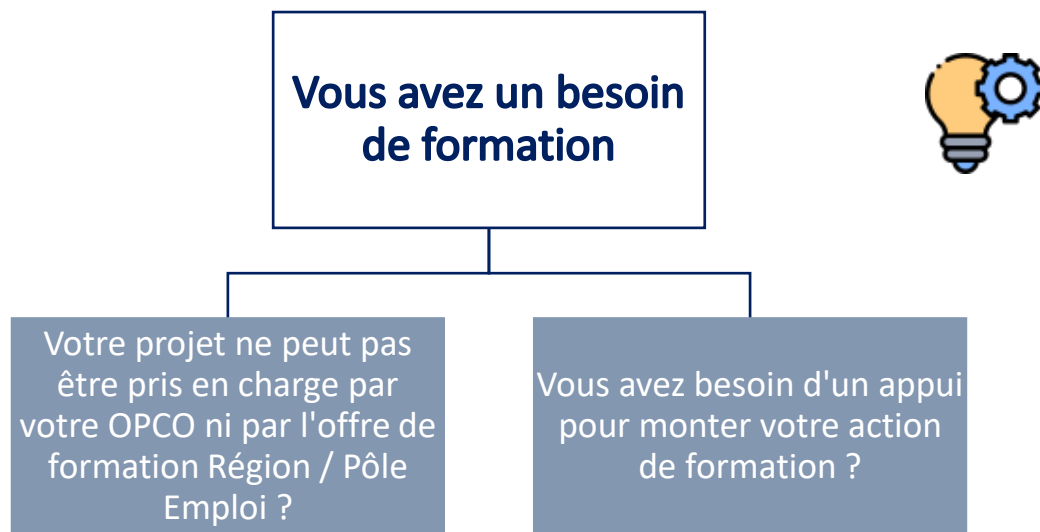 Vous avez un besoin
de formation
Votre projet ne peut pas
être pris en charge par
votre OPCO ni par l'offre de
formation Région / Pôle
Emploi ?
Vous avez besoin d'un appui
pour monter votre action
de formation ?